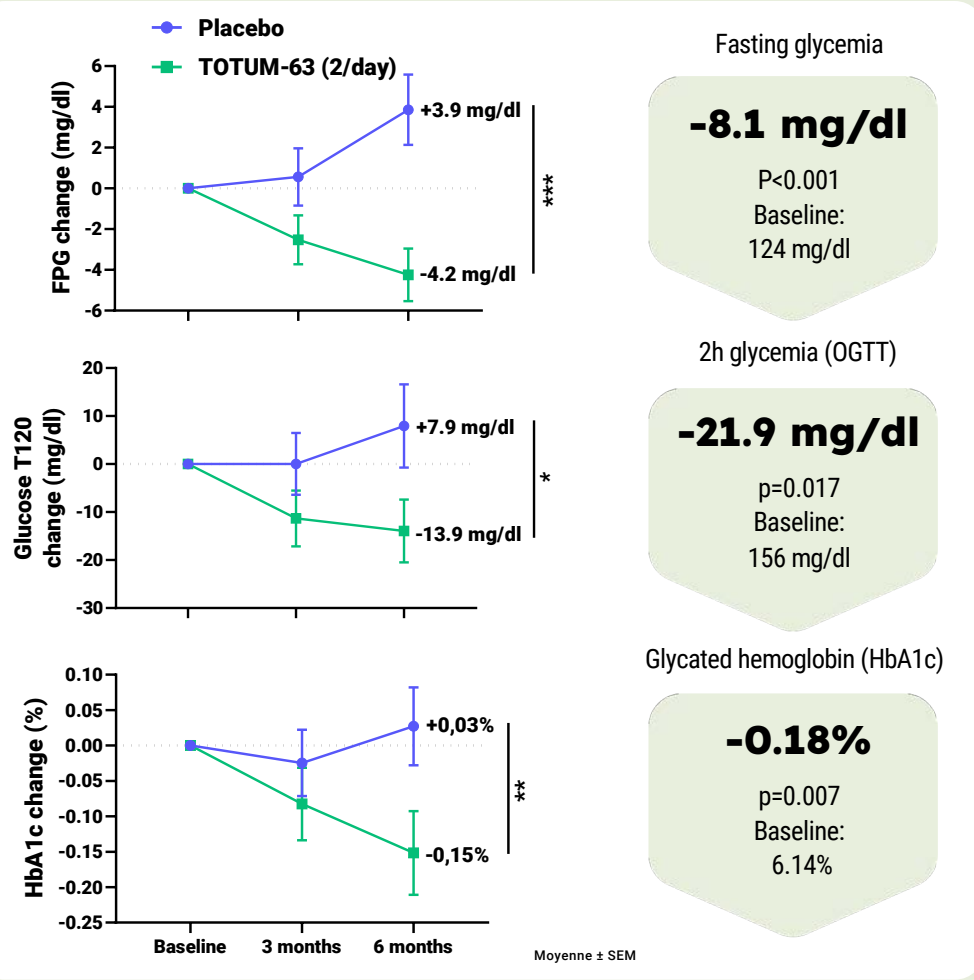 Placebo
TOTUM-63 (2/day)
FPG change (mg/dl)
6
4
2
0
-2
-4
-6
+3.9 mg/dl
-4.2 mg/dl
***
Fasting glycemia
-8.1 mg/dl
P<0.001
Baseline:
124 mg/dl
Glucose T120
change (mg/dl)
20
10
0
-10
-20
-30
+7.9 mg/dl
-13.9 mg/dl
*
2h glycemia (OGTT)
-21.9 mg/dl
p=0.017
Baseline:
156 mg/dl
HbA1c change (%)
0.10
0.05
0.00
-0.05
-0.10
-0.15
-0.20
-0.25
+0,03%
-0,15%
**
Baseline
3 months
6 months
Glycated hemoglobin (HbA1c)
-0.18%
p=0.007
Baseline:
6.14%
Moyenne ± SEM